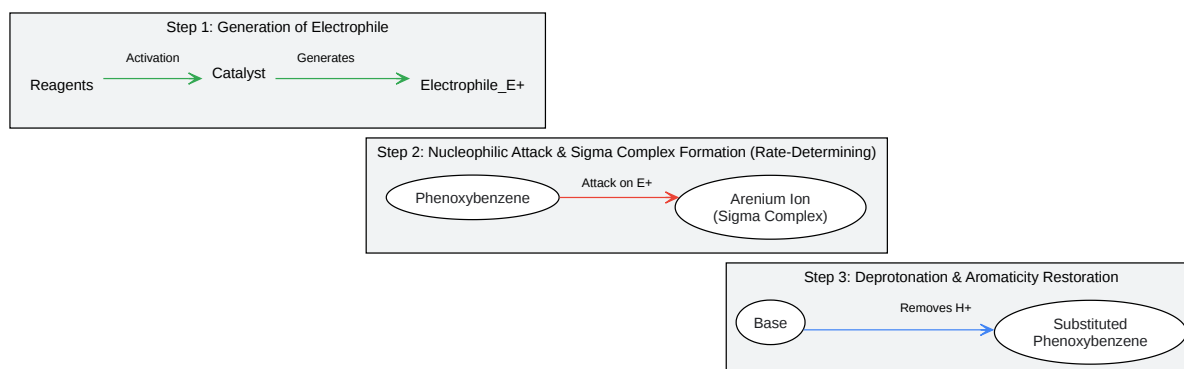 Step 1: Generation of Electrophile
Activation
Generates
Reagents
Catalyst
Electrophile_E+
Step 2: Nucleophilic Attack & Sigma Complex Formation (Rate-Determining)
Phenoxybenzene
Attack on E+
Arenium Ion
(Sigma Complex)
Step 3: Deprotonation & Aromaticity Restoration
Base
Removes H+
Substituted
Phenoxybenzene